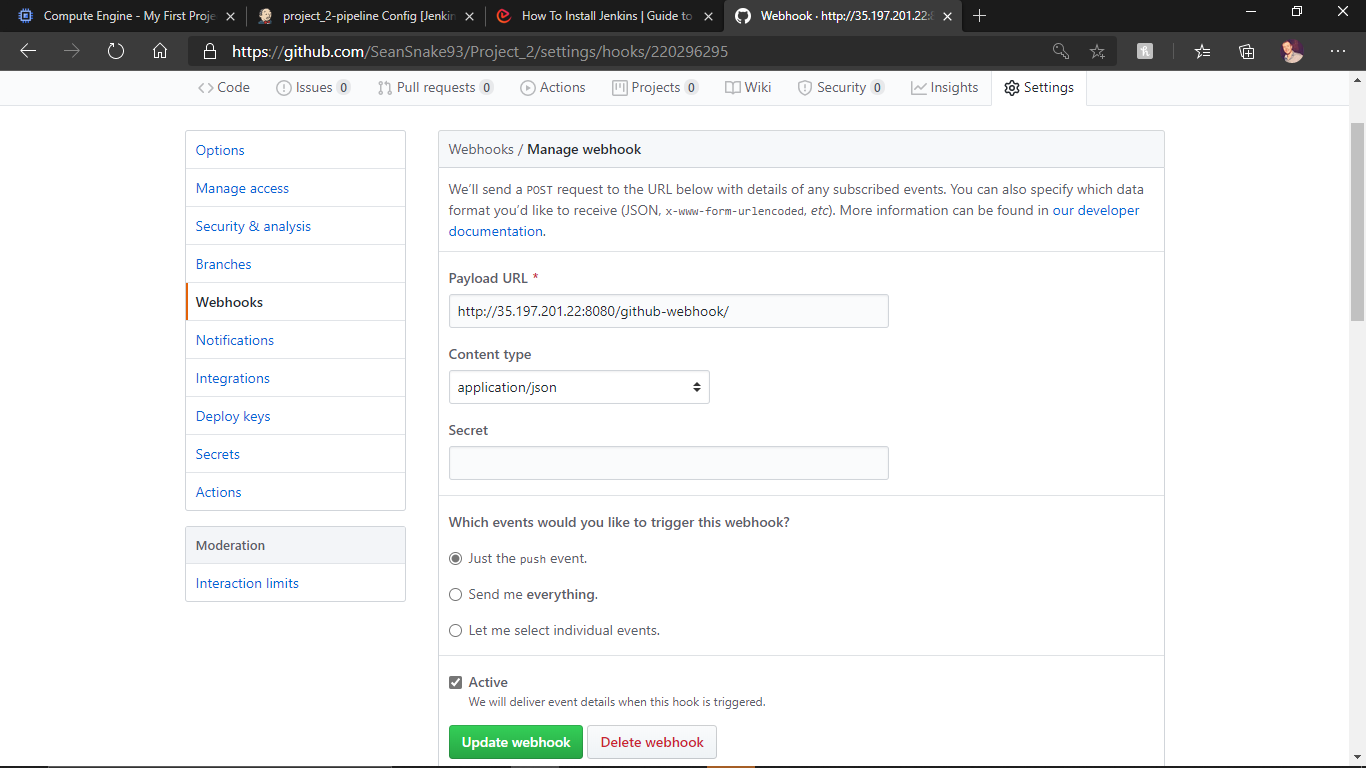 Compute Engine - My First Proje
project_2-pipeline Config [Jenkin
How To Install Jenkins | Guide to
Webhook · http://35.197.201.22:8
https://github.com/SeanSnake93/Project_2/settings/hooks/220296295
Code
Issues 0
Pull requests 0
Actions
Projects 0
Wiki
Security 0
Insights
Settings
Options
Manage access
Security & analysis
Branches
Webhooks
Notifications
Integrations
Deploy keys
Secrets
Actions
Moderation
Interaction limits
Webhooks / Manage webhook
We'll send a POST request to the URL below with details of any subscribed events. You can also specify which data
format you'd like to receive (JSON, x-www-form-urlencoded, etc). More information can be found in our developer
documentation.
Payload URL *
http://35.197.201.22:8080/github-webhook/
Content type
application/json
Secret
Which events would you like to trigger this webhook?
Just the push event.
Send me everything.
Let me select individual events.
Active
We will deliver event details when this hook is triggered.
Update webhook
Delete webhook